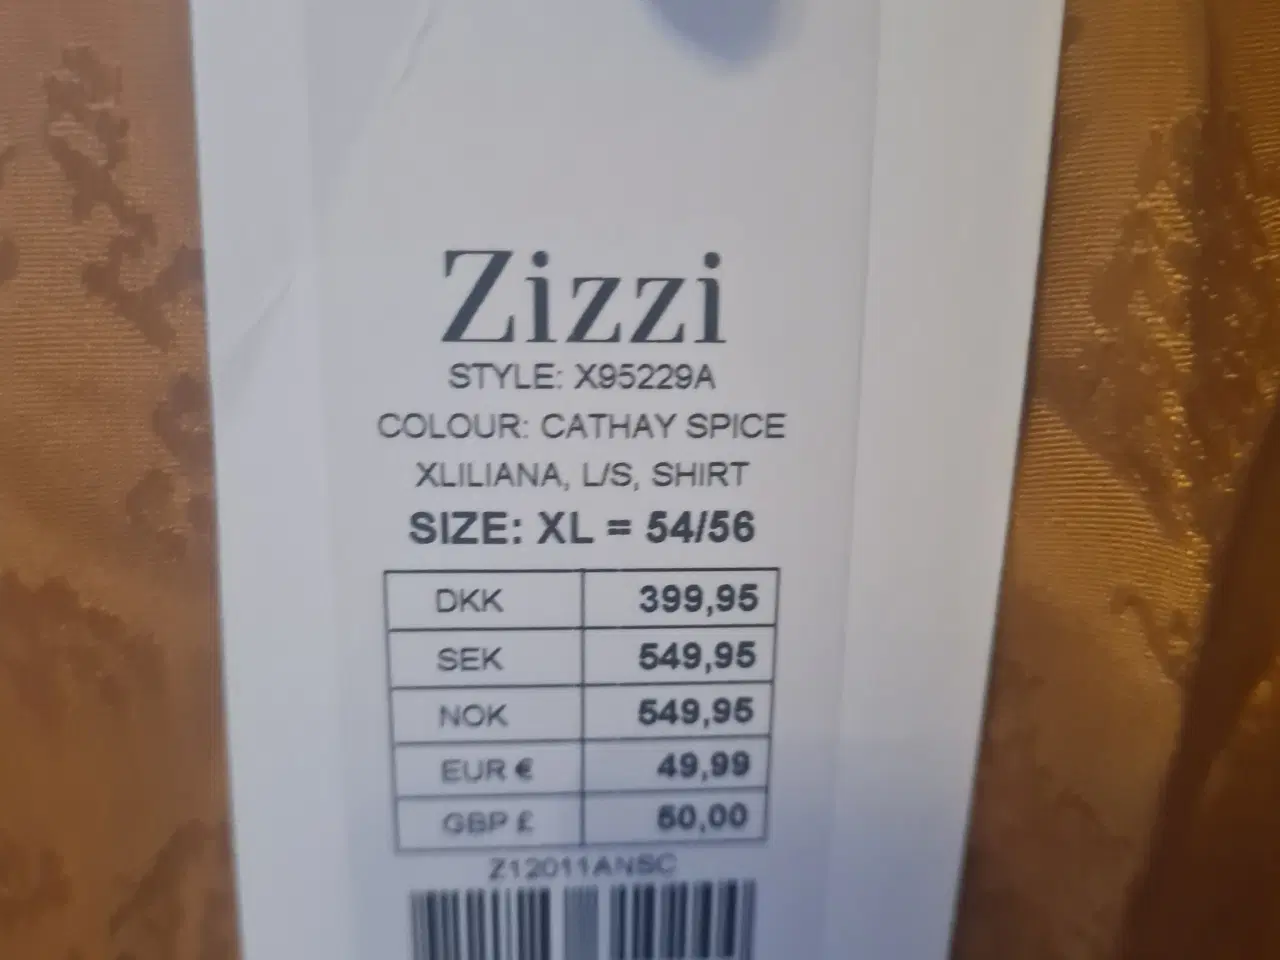 Zizzi
STYLE: X95229A
COLOUR: CATHAY SPICE
XLILIANA, L/S, SHIRT
SIZE: XL = 54/56
DKK 399,95
SEK 549,95
NOK 549,95
EUR € 49,99
GBP £ 50,00
Z12011ANSC